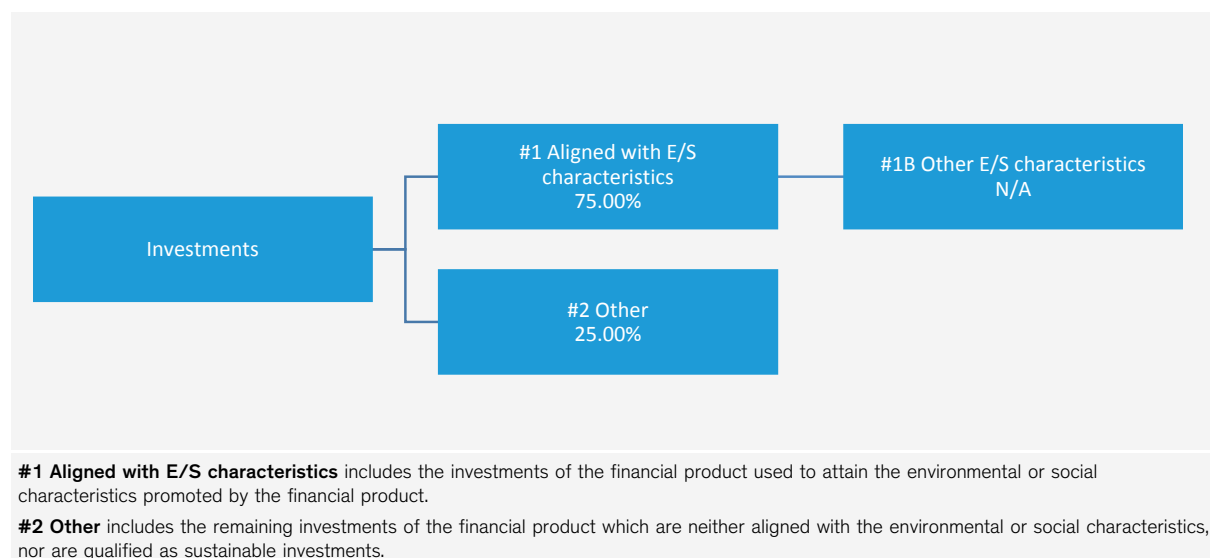 #1 Aligned with E/S
characteristics
75.00%
#1B Other E/S characteristics
N/A
Investments
#2 Other
25.00%
#1 Aligned with E/S characteristics includes the investments of the financial product used to attain the environmental or social
characteristics promoted by the financial product.
#2 Other includes the remaining investments of the financial product which are neither aligned with the environmental or social characteristics,
nor are qualified as sustainable investments.